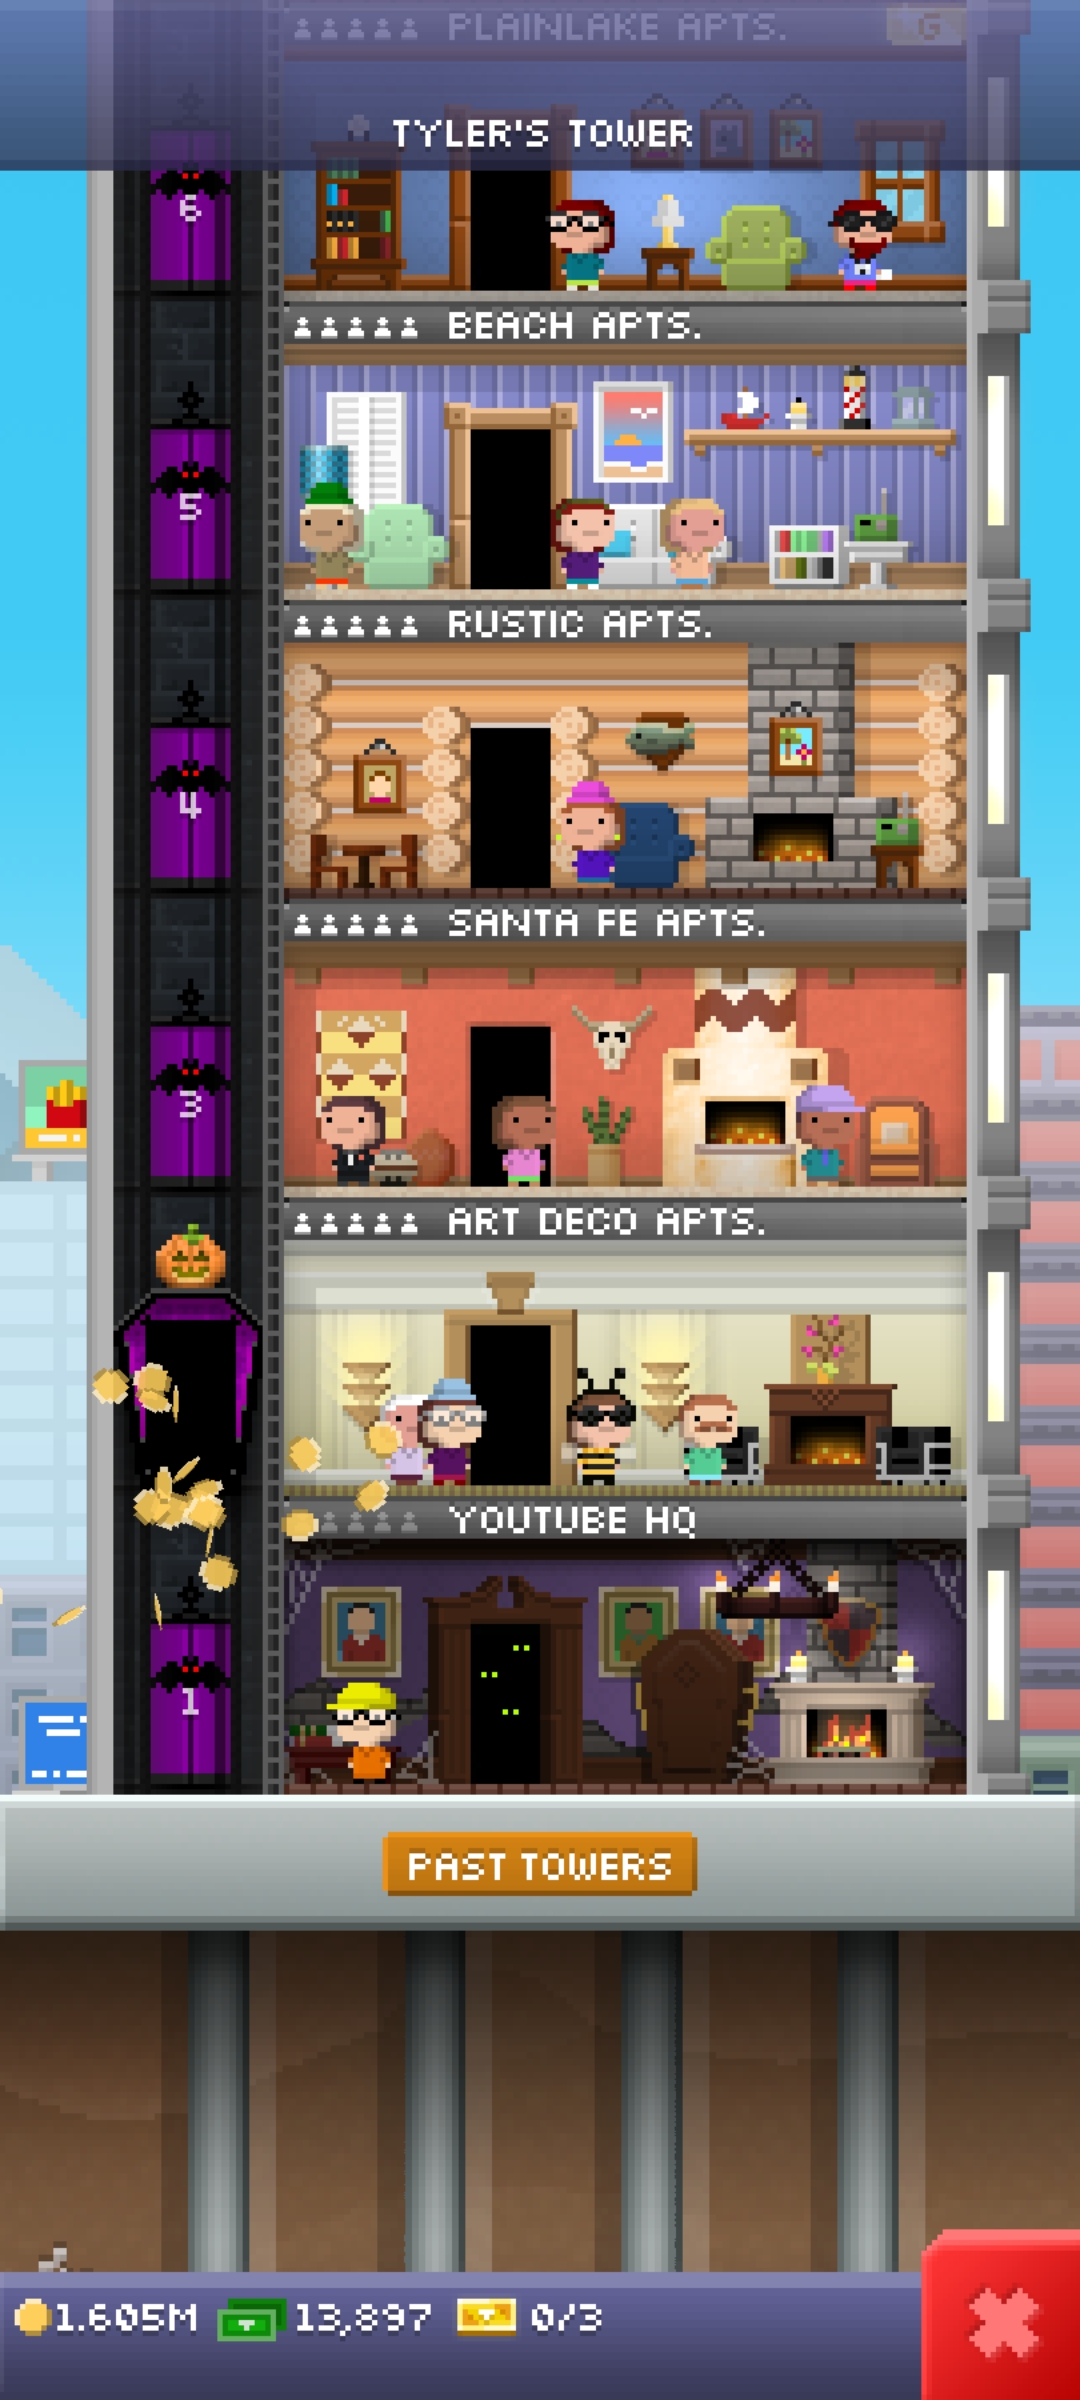 PLAINLAKE APTS. G
TYLER'S TOWER
6
BEACH APTS.
5
RUSTIC APTS.
4
SANTA FE APTS.
3
ART DECO APTS.
YOUTUBE HQ
1
PAST TOWERS
1.605M 13,897 0/3